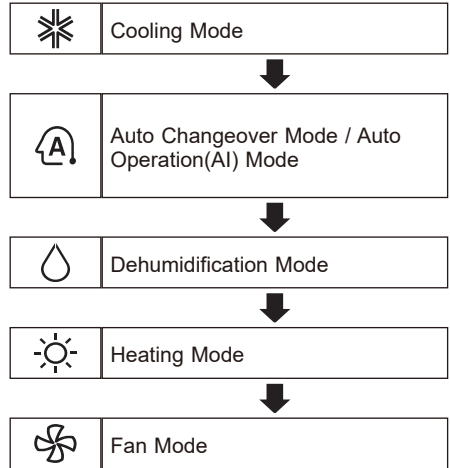 Cooling Mode
A
Auto Changeover Mode / Auto
Operation(AI) Mode
Dehumidification Mode
Heating Mode
Fan Mode